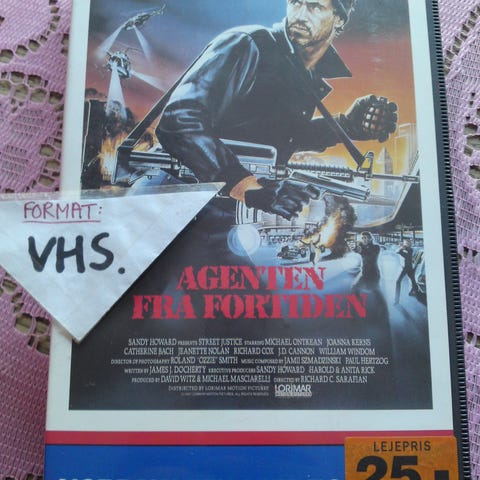 FORMAT:
VHS.
AGENTEN
FRA FORTIDEN
SANDY HOWARD PRESENTS STREET JUSTICE STARRING MICHAEL ONTKEAN JOANNA KERNS
CATHERINE BACH JEANETTE NOLAN RICHARD COX J.D. CANNON WILLIAM WINDOM
DIRECTOR OF PHOTOGRAPHY ROLAND "OZZIE" SMITH MUSIC COMPOSED BY JAMII SZMADZINSKI PAUL HERTZOG
WRITTEN BY JAMES J. DOCHERTY EXECUTIVE PRODUCERS SANDY HOWARD HAROLD & ANITA RICK
PRODUCED BY DAVID WITZ & MICHAEL MASCIARELLI DIRECTED BY RICHARD C. SARAFIAN
DISTRIBUTED BY LORIMAR MOTION PICTURES
LORIMAR
LEJEPRIS
25.-